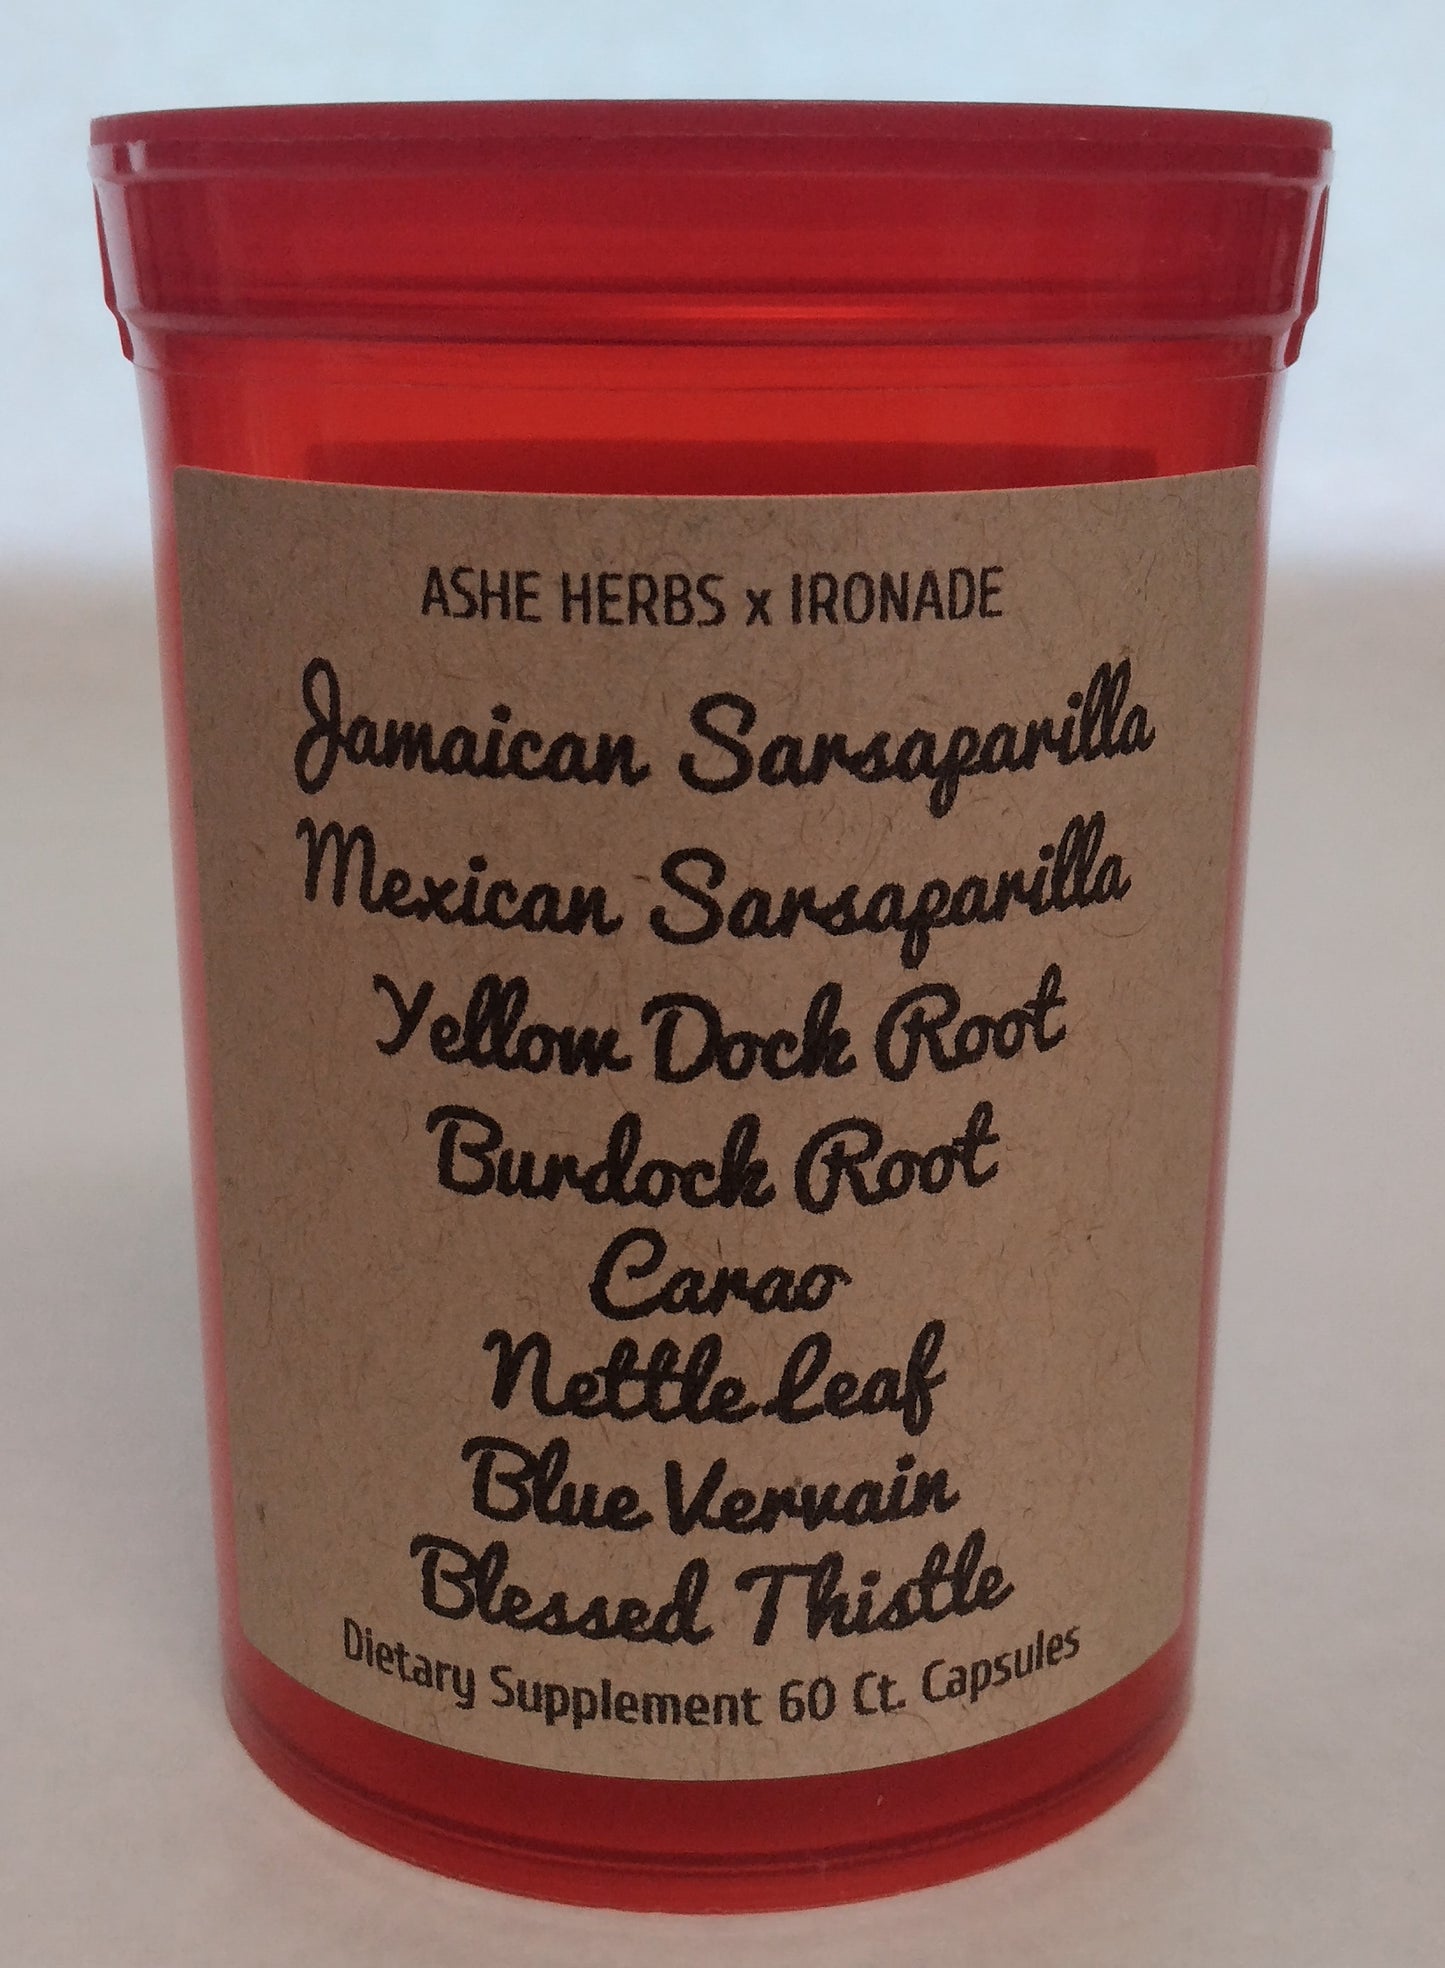 ASHE HERBS x IRONADE
Jamaican Sarsaparilla
Mexican Sarsaparilla
Yellow Dock Root
Burdock Root
Carao
Nettle Leaf
Blue Vervain
Blessed Thistle
Dietary Supplement 60 Ct. Capsules